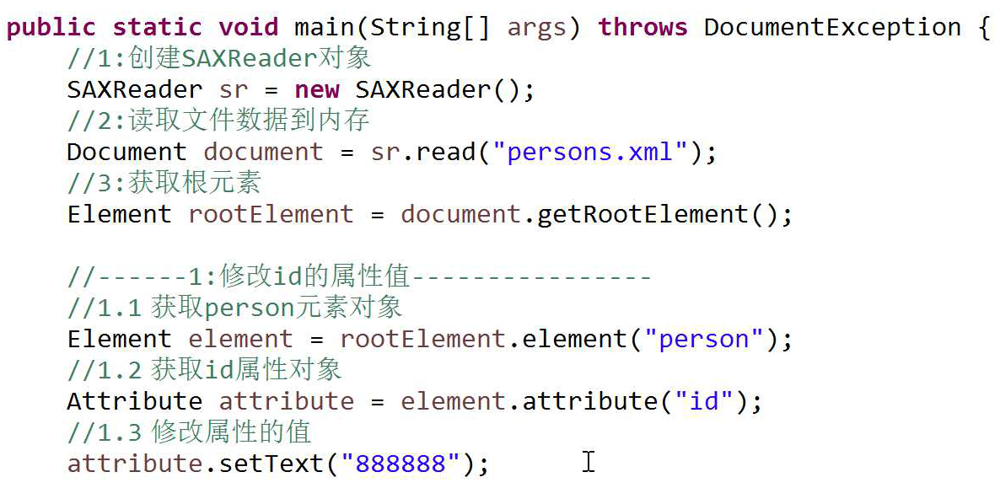 public static void main(String[] args) throws DocumentException {
//1:创建SAXReader对象
SAXReader sr = new SAXReader();
//2:读取文件数据到内存
Document document = sr.read("persons.xml");
//3:获取根元素
Element rootElement = document.getRootElement();
//------1:修改id的属性值----------------
//1.1 获取person元素对象
Element element = rootElement.element("person");
//1.2 获取id属性对象
Attribute attribute = element.attribute("id");
//1.3 修改属性的值
attribute.setText("888888");